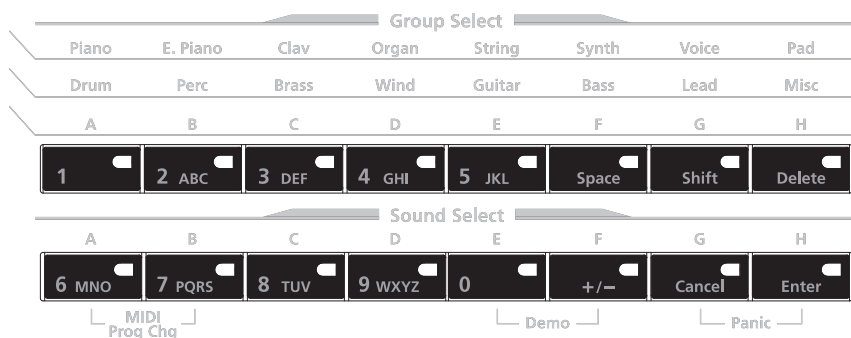 Group Select
Piano E. Piano Clav Organ String Synth Voice Pad
Drum Perc Brass Wind Guitar Bass Lead Misc
A B C D E F G H
1 2 ABC 3 DEF 4 GHI 5 JKL Space Shift Delete
Sound Select
A B C D E F G H
6 MNO 7 PQRS 8 TUV 9 WXYZ 0 +/− Cancel Enter
MIDI Demo Panic
Prog Chg